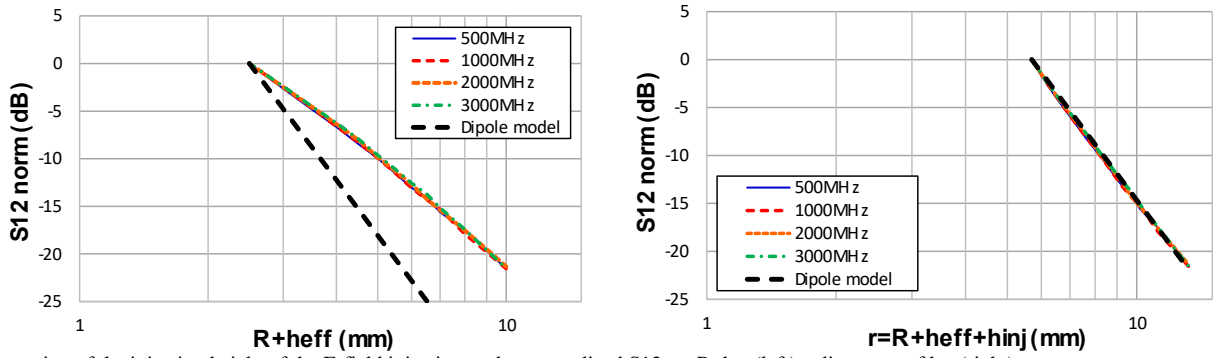 5
0
-5
-10
-15
-20
-25
S12 norm (dB)
1
10
R+heff (mm)
500MHz
1000MHz
2000MHz
3000MHz
Dipole model
5
0
-5
-10
-15
-20
-25
S12 norm (dB)
1
10
r=R+heff+hinj (mm)
500MHz
1000MHz
2000MHz
3000MHz
Dipole model